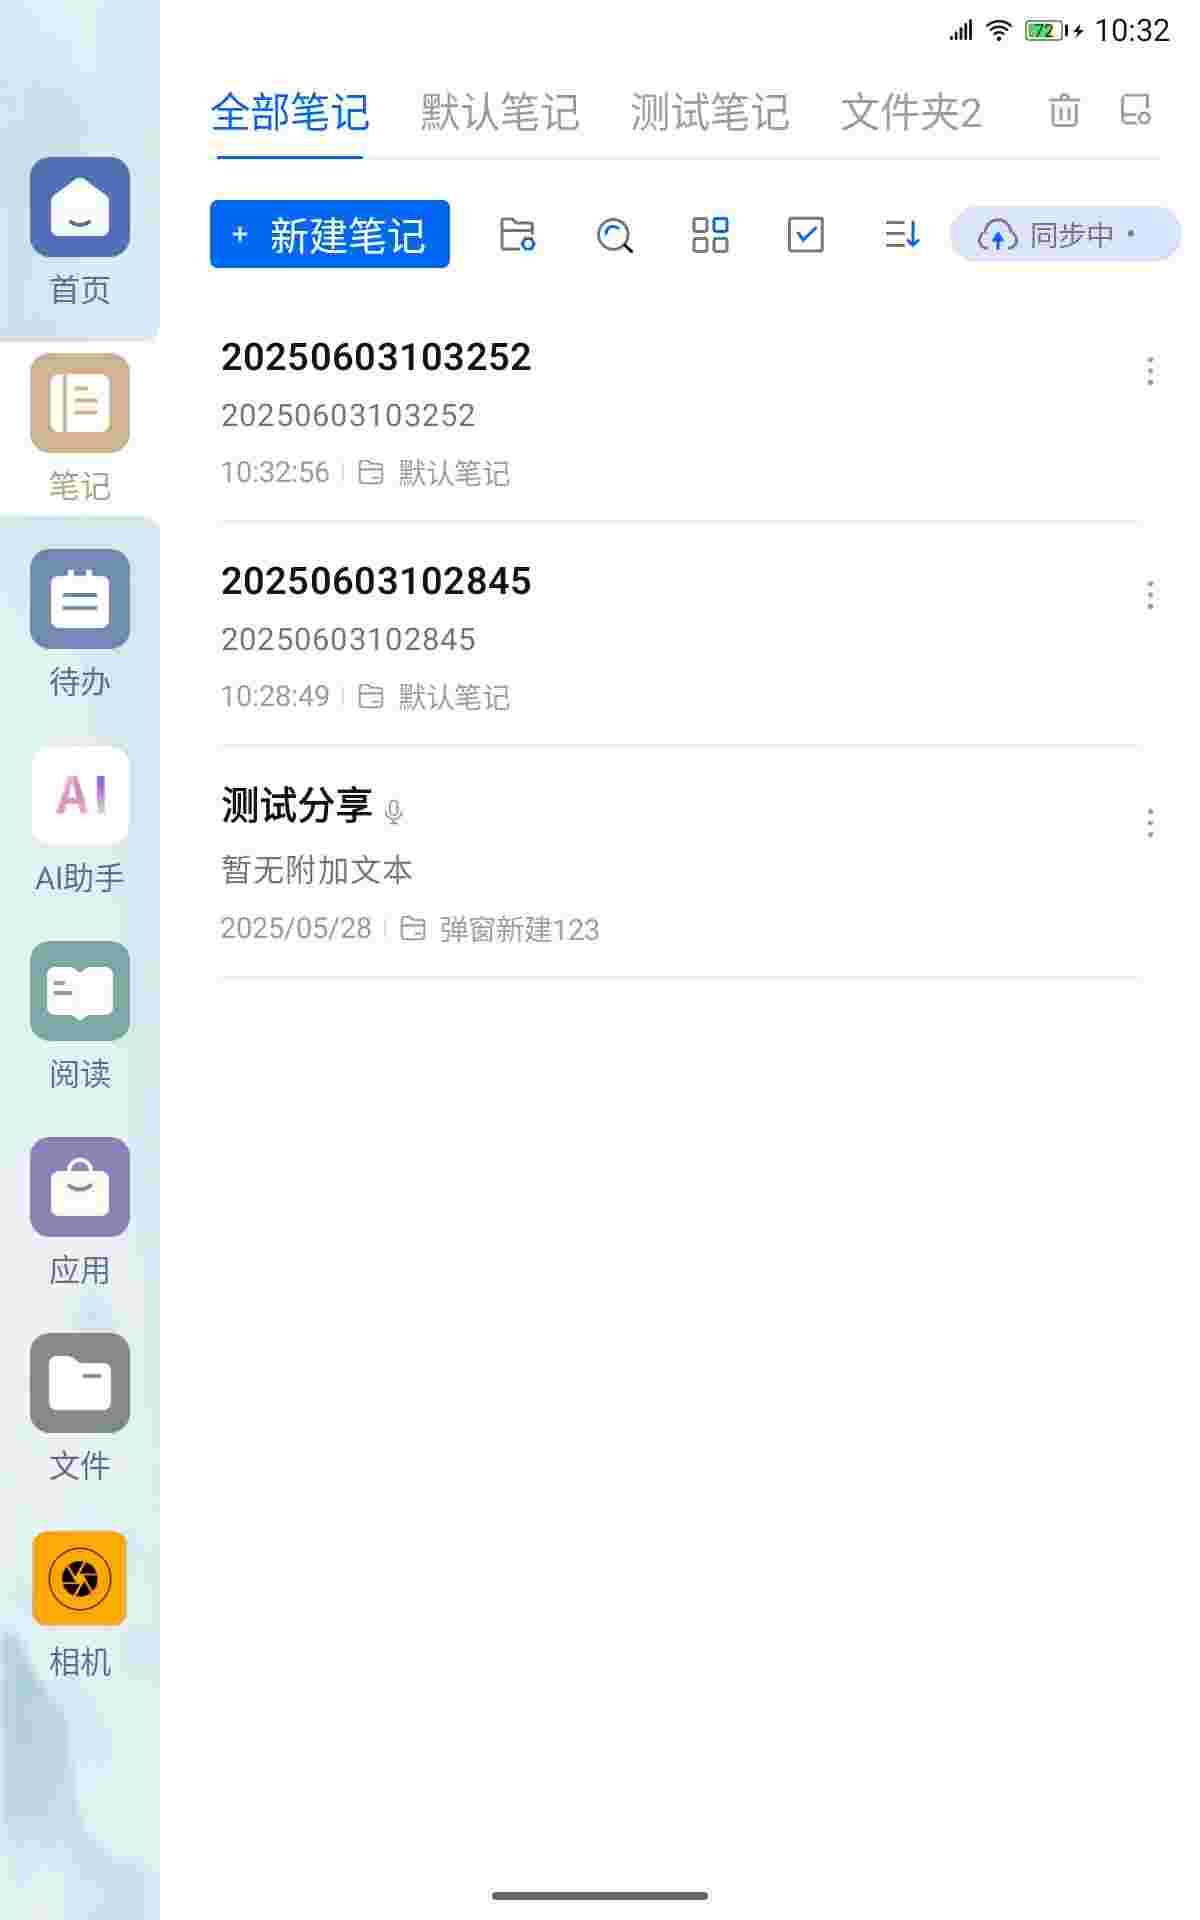 72 10:32
全部笔记 默认笔记 测试笔记 文件夹2
+ 新建笔记 同步中 ·
首页
笔记
待办
AI
AI助手
阅读
应用
文件
相机
20250603103252
20250603103252
10:32:56 默认笔记
20250603102845
20250603102845
10:28:49 默认笔记
测试分享
暂无附加文本
2025/05/28 弹窗新建123